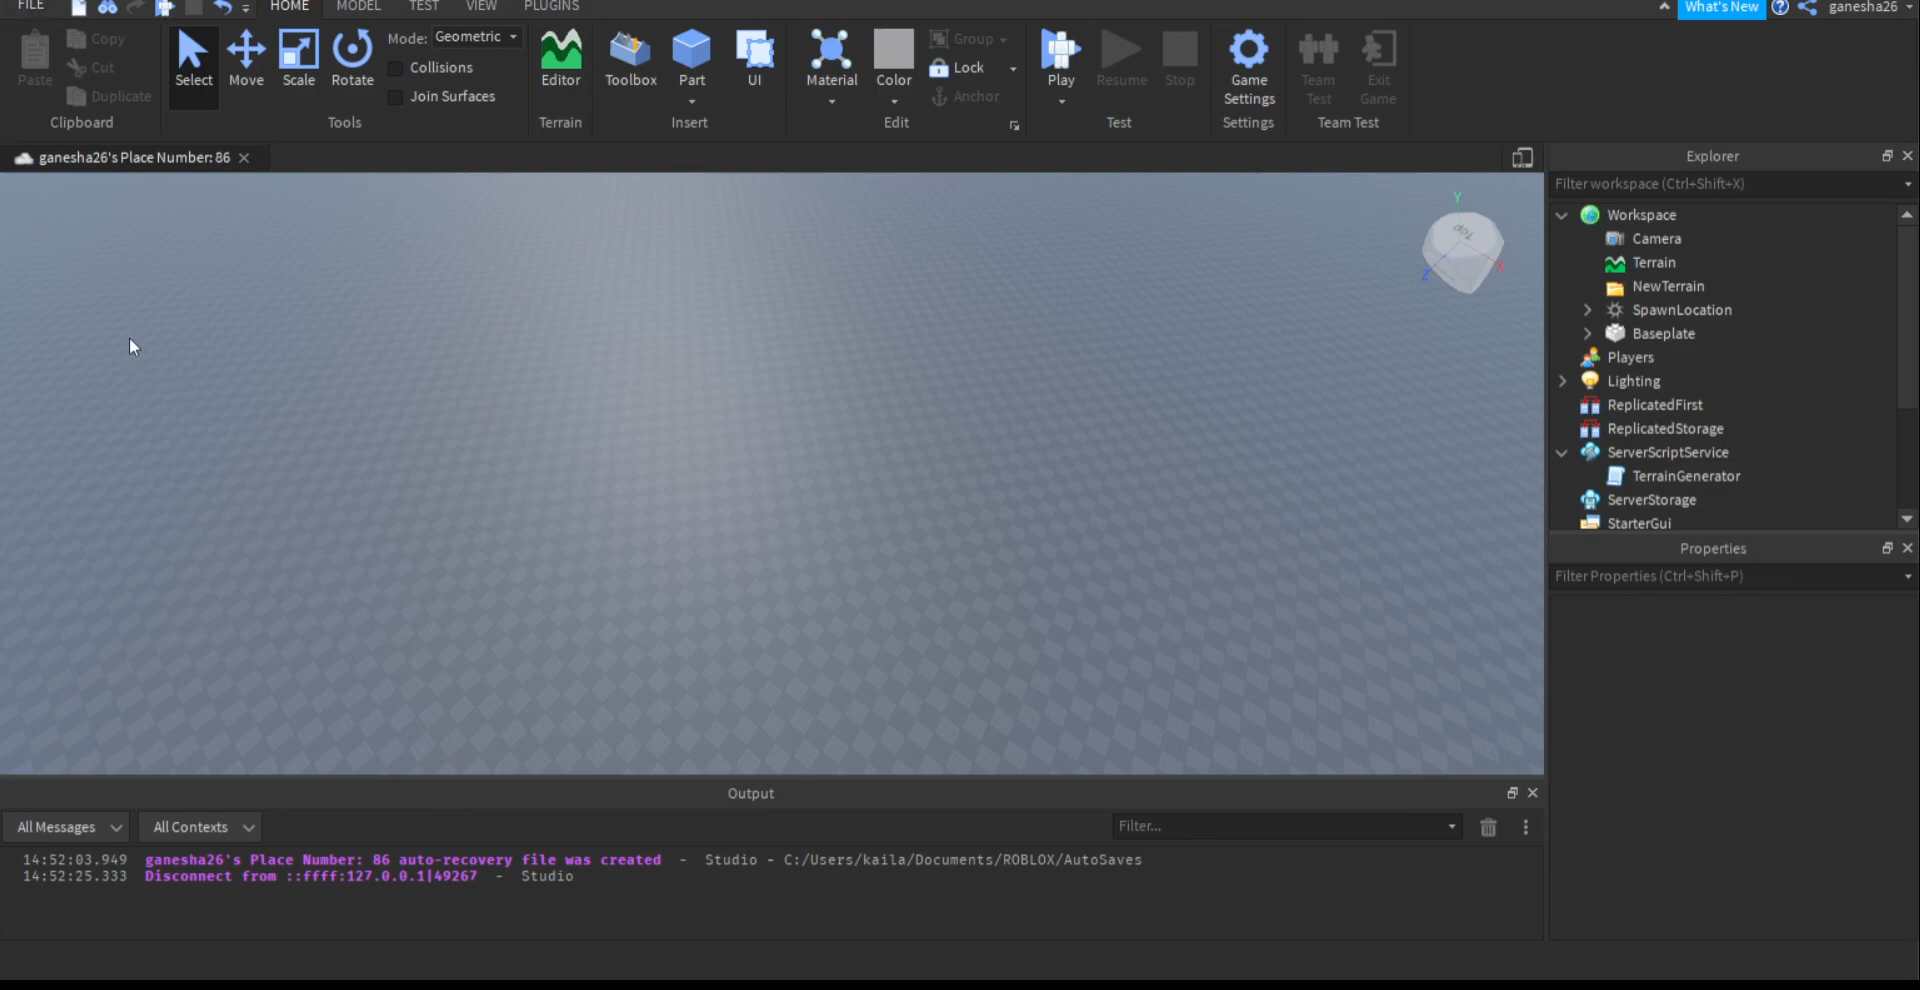 FILE HOME MODEL TEST VIEW PLUGINS What's New ganesha26
Paste Copy Cut Duplicate
Clipboard
Select Move Scale Rotate
Mode: Geometric
Collisions
Join Surfaces
Tools
Editor
Terrain
Toolbox Part UI
Insert
Material Color Group Lock Anchor
Edit
Play Resume Stop
Test
Game Settings
Settings
Team Test Exit Game
Team Test
ganesha26's Place Number: 86
Y
Top
Z X
Explorer
Filter workspace (Ctrl+Shift+X)
Workspace
Camera
Terrain
NewTerrain
SpawnLocation
Baseplate
Players
Lighting
ReplicatedFirst
ReplicatedStorage
ServerScriptService
TerrainGenerator
ServerStorage
StarterGui
Properties
Filter Properties (Ctrl+Shift+P)
Output
All Messages All Contexts Filter...
14:52:03.949 ganesha26's Place Number: 86 auto-recovery file was created - Studio - C:/Users/kaila/Documents/ROBLOX/AutoSaves
14:52:25.333 Disconnect from ::ffff:127.0.0.1|49267 - Studio